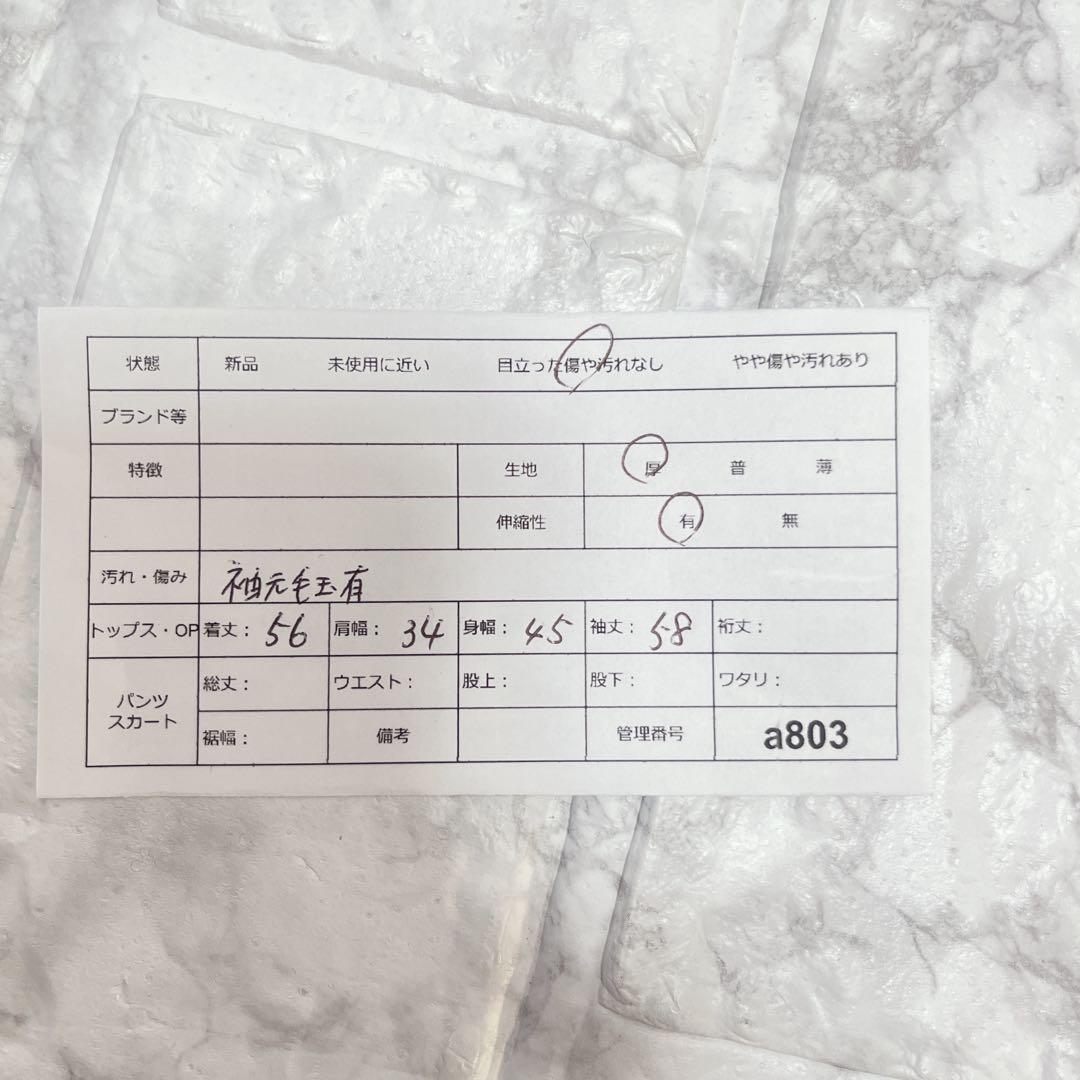 状態 新品 未使用に近い 目立った傷や汚れなし やや傷や汚れあり
ブランド等
特徴 生地 厚 普 薄
伸縮性 有 無
汚れ・傷み 袖元毛玉有
トップス・OP 着丈： 56 肩幅： 34 身幅： 45 袖丈： 58 裄丈：
パンツ スカート 総丈： ウエスト： 股上： 股下： ワタリ：
裾幅： 備考 管理番号 a803